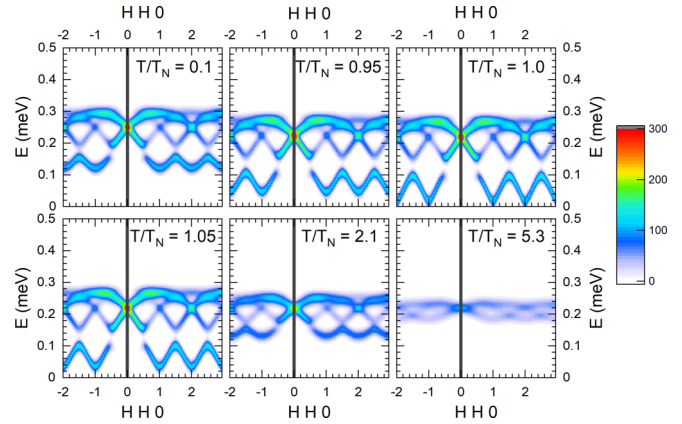 H H 0 H H 0 H H 0
-2 -1 0 1 2 -2 -1 0 1 2 -2 -1 0 1 2
0.5 T/T_N = 0.1 T/T_N = 0.95 T/T_N = 1.0 0.5
0.4 0.4
0.3 0.3 300
E (meV) E (meV)
0.2 0.2
0.1 0.1 200
0 0
0.5 T/T_N = 1.05 T/T_N = 2.1 T/T_N = 5.3 0.5 100
0.4 0.4
0.3 0.3 0
E (meV) E (meV)
0.2 0.2
0.1 0.1
0 0
-2 -1 0 1 2 -2 -1 0 1 2 -2 -1 0 1 2
H H 0 H H 0 H H 0